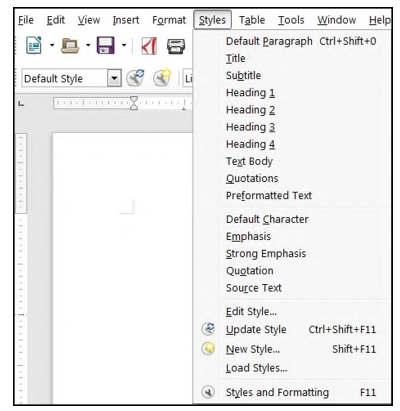 File Edit View Insert Format Styles Table Tools Window Help
Default Style
Li
Default Paragraph Ctrl+Shift+0
Title
Subtitle
Heading 1
Heading 2
Heading 3
Heading 4
Text Body
Quotations
Preformatted Text
Default Character
Emphasis
Strong Emphasis
Quotation
Source Text
Edit Style...
Update Style Ctrl+Shift+F11
New Style... Shift+F11
Load Styles...
Styles and Formatting F11